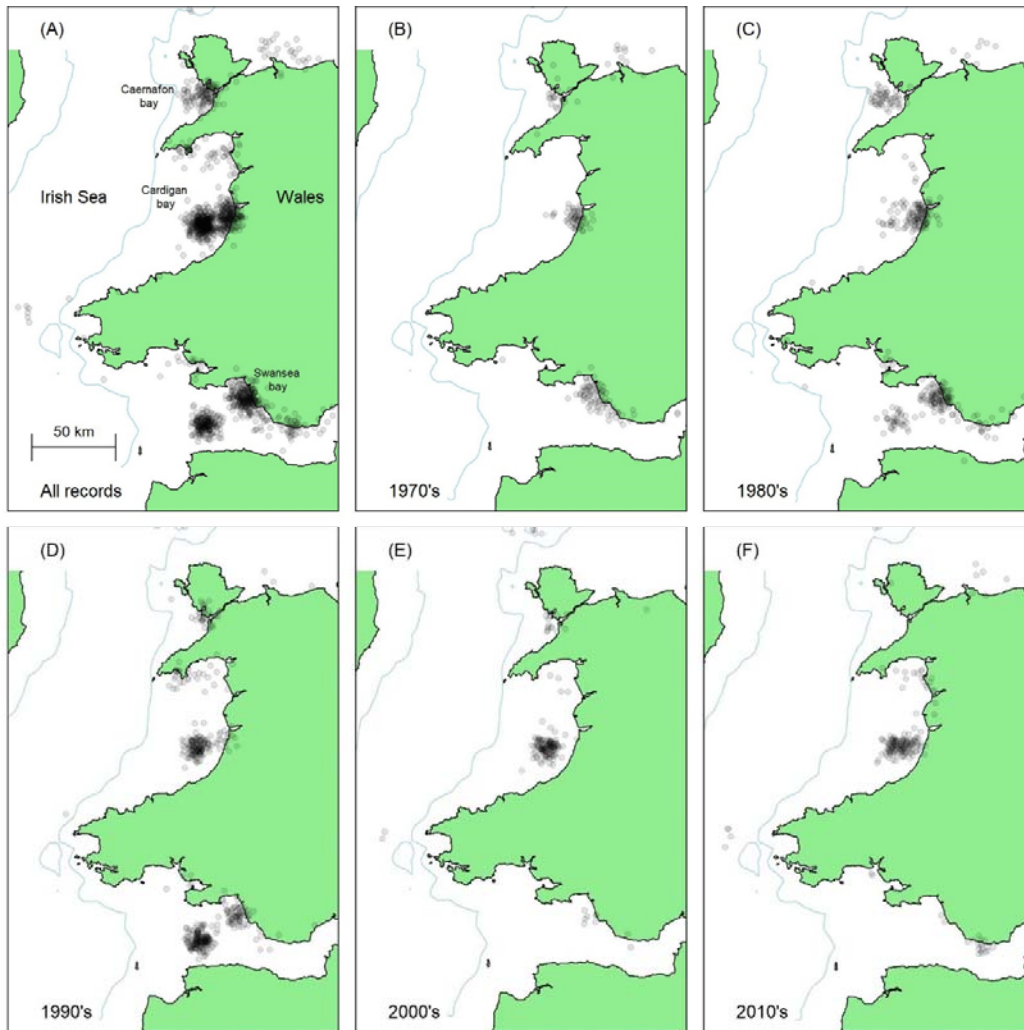 (A)
Caernafon
bay
Irish Sea
Cardigan
bay
Wales
Swansea
bay
50 km
All records
(B)
1970's
(C)
1980's
(D)
1990's
(E)
2000's
(F)
2010's